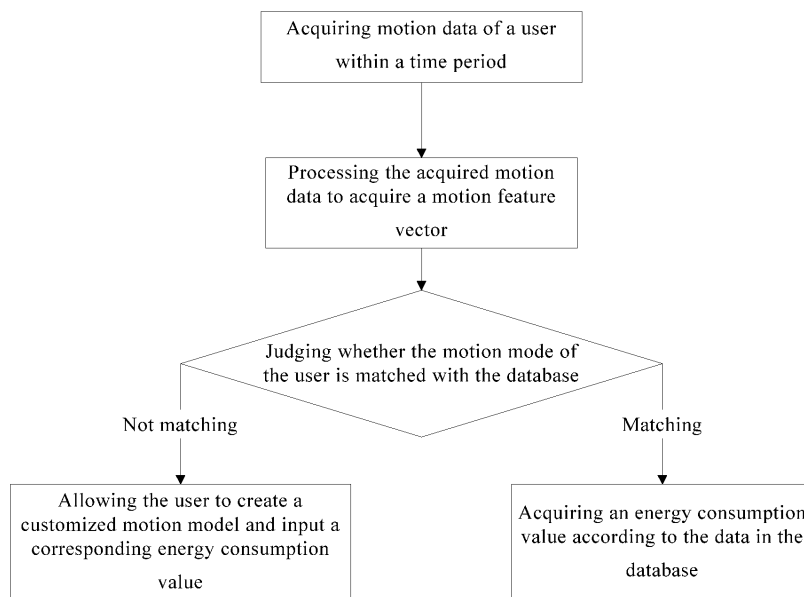 Acquiring motion data of a user
within a time period
Processing the acquired motion
data to acquire a motion feature
vector
Judging whether the motion mode of
the user is matched with the database
Not matching
Matching
Allowing the user to create a
customized motion model and input a
corresponding energy consumption
value
Acquiring an energy consumption
value according to the data in the
database